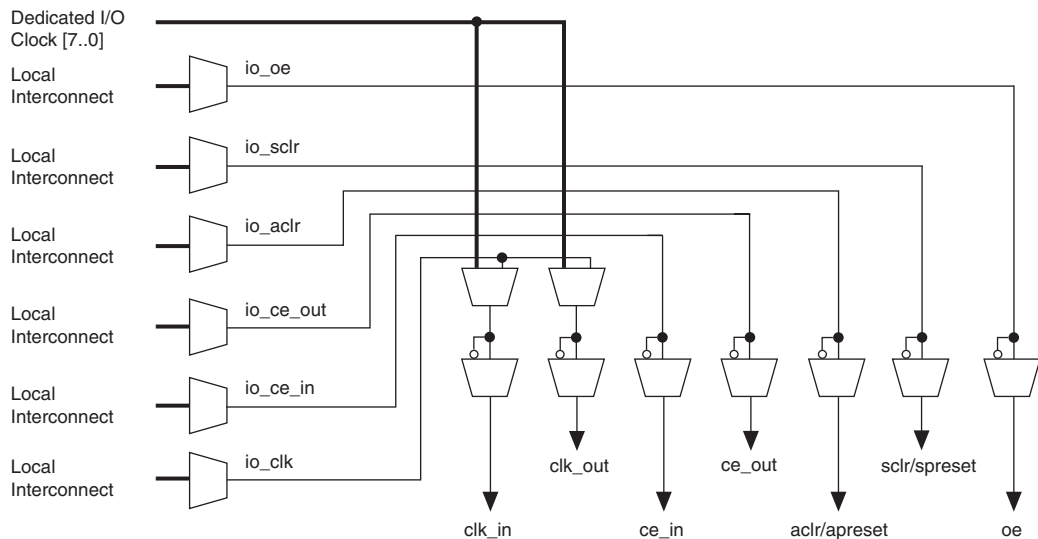 Dedicated I/O
Clock [7..0]
Local
Interconnect
io_oe
Local
Interconnect
io_sclr
Local
Interconnect
io_aclr
Local
Interconnect
io_ce_out
Local
Interconnect
io_ce_in
Local
Interconnect
io_clk
clk_out
ce_out
sclr/spreset
clk_in
ce_in
aclr/apreset
oe